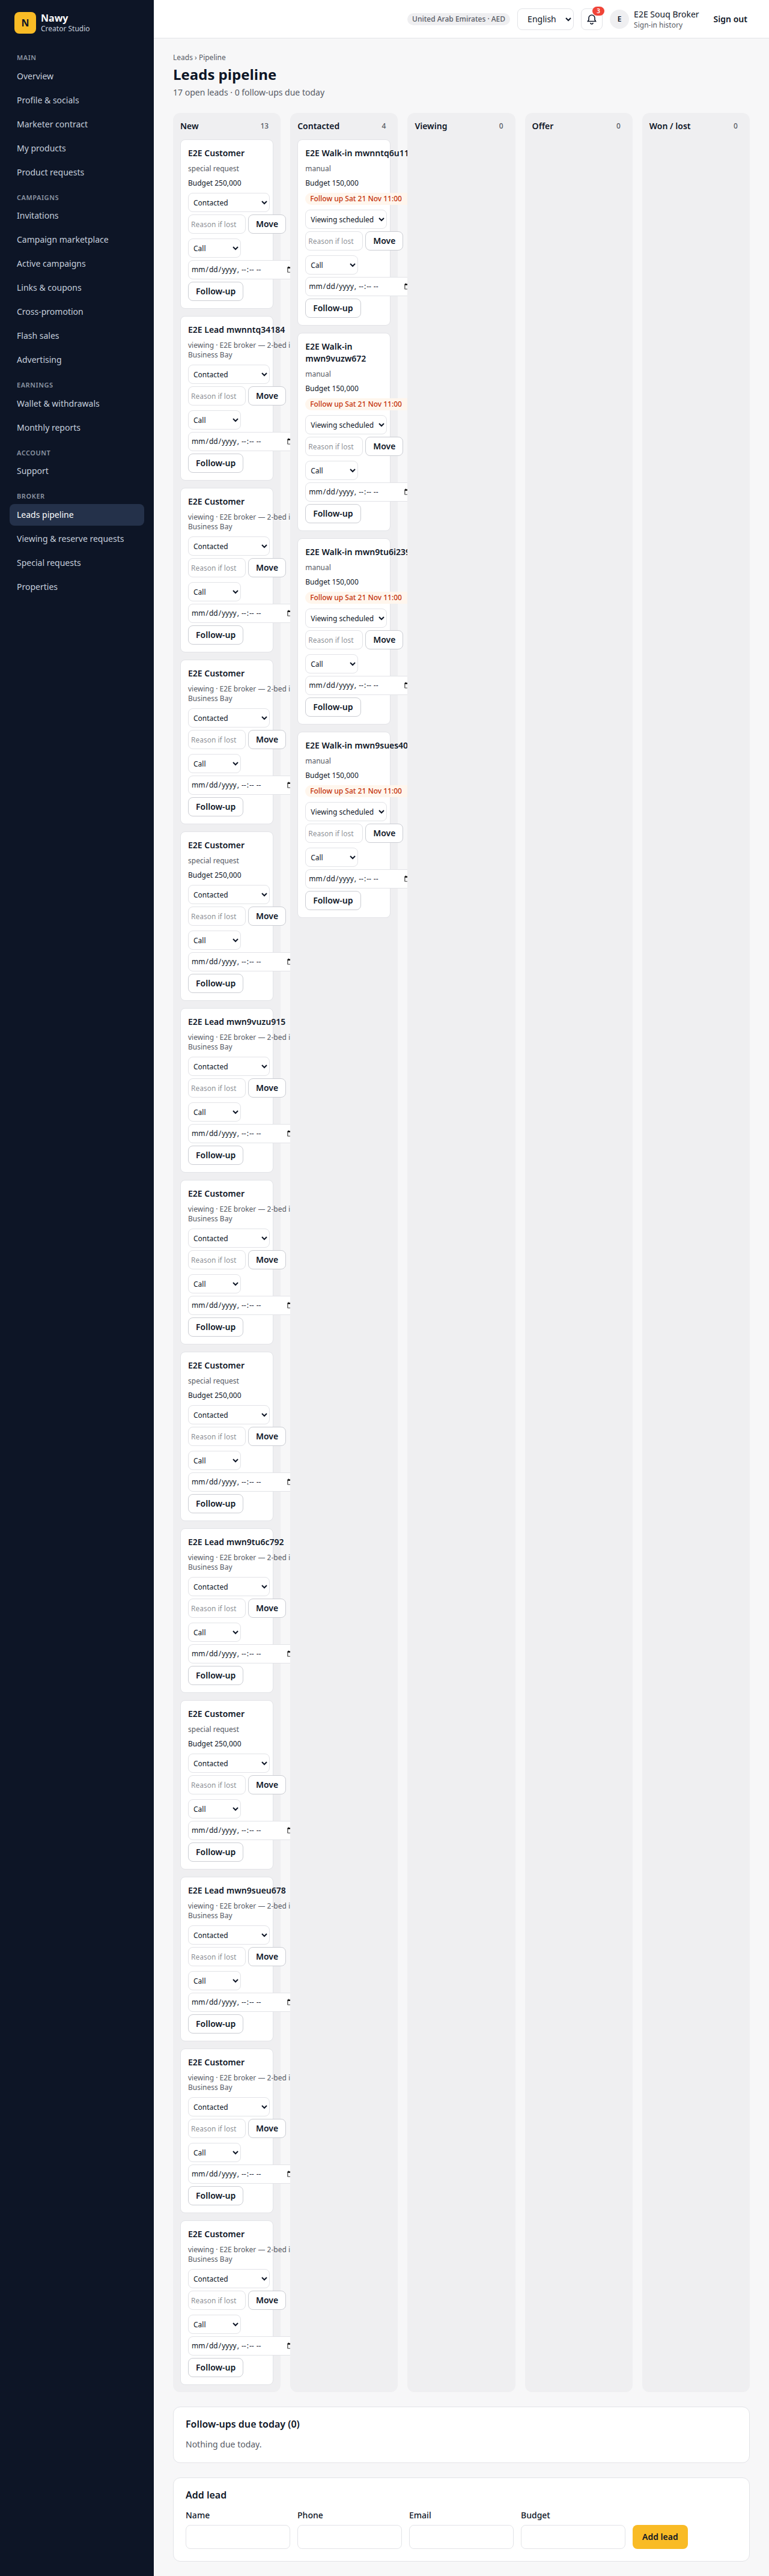 N
Nawy
Creator Studio
MAIN
Overview
Profile & socials
Marketer contract
My products
Product requests
CAMPAIGNS
Invitations
Campaign marketplace
Active campaigns
Links & coupons
Cross-promotion
Flash sales
Advertising
EARNINGS
Wallet & withdrawals
Monthly reports
ACCOUNT
Support
BROKER
Leads pipeline
Viewing & reserve requests
Special requests
Properties
United Arab Emirates · AED
English
3
E
E2E Souq Broker
Sign-in history
Sign out
Leads › Pipeline
Leads pipeline
17 open leads · 0 follow-ups due today
New 13
E2E Customer
special request
Budget 250,000
Contacted
Reason if lost Move
Call
mm/dd/yyyy, --:-- --
Follow-up
E2E Lead mwnntq34184
viewing · E2E broker — 2-bed i
Business Bay
Contacted
Reason if lost Move
Call
mm/dd/yyyy, --:-- --
Follow-up
E2E Customer
viewing · E2E broker — 2-bed i
Business Bay
Contacted
Reason if lost Move
Call
mm/dd/yyyy, --:-- --
Follow-up
E2E Customer
viewing · E2E broker — 2-bed i
Business Bay
Contacted
Reason if lost Move
Call
mm/dd/yyyy, --:-- --
Follow-up
E2E Customer
special request
Budget 250,000
Contacted
Reason if lost Move
Call
mm/dd/yyyy, --:-- --
Follow-up
E2E Lead mwn9vuzu915
viewing · E2E broker — 2-bed i
Business Bay
Contacted
Reason if lost Move
Call
mm/dd/yyyy, --:-- --
Follow-up
E2E Customer
viewing · E2E broker — 2-bed i
Business Bay
Contacted
Reason if lost Move
Call
mm/dd/yyyy, --:-- --
Follow-up
E2E Customer
special request
Budget 250,000
Contacted
Reason if lost Move
Call
mm/dd/yyyy, --:-- --
Follow-up
E2E Lead mwn9tu6c792
viewing · E2E broker — 2-bed i
Business Bay
Contacted
Reason if lost Move
Call
mm/dd/yyyy, --:-- --
Follow-up
E2E Customer
special request
Budget 250,000
Contacted
Reason if lost Move
Call
mm/dd/yyyy, --:-- --
Follow-up
E2E Lead mwn9sueu678
viewing · E2E broker — 2-bed i
Business Bay
Contacted
Reason if lost Move
Call
mm/dd/yyyy, --:-- --
Follow-up
E2E Customer
viewing · E2E broker — 2-bed i
Business Bay
Contacted
Reason if lost Move
Call
mm/dd/yyyy, --:-- --
Follow-up
E2E Customer
viewing · E2E broker — 2-bed i
Business Bay
Contacted
Reason if lost Move
Call
mm/dd/yyyy, --:-- --
Follow-up
Contacted 4
E2E Walk-in mwnntq6u11
manual
Budget 150,000
Follow up Sat 21 Nov 11:00
Viewing scheduled
Reason if lost Move
Call
mm/dd/yyyy, --:-- --
Follow-up
E2E Walk-in
mwn9vuzw672
manual
Budget 150,000
Follow up Sat 21 Nov 11:00
Viewing scheduled
Reason if lost Move
Call
mm/dd/yyyy, --:-- --
Follow-up
E2E Walk-in mwn9tu6i239
manual
Budget 150,000
Follow up Sat 21 Nov 11:00
Viewing scheduled
Reason if lost Move
Call
mm/dd/yyyy, --:-- --
Follow-up
E2E Walk-in mwn9sues40
manual
Budget 150,000
Follow up Sat 21 Nov 11:00
Viewing scheduled
Reason if lost Move
Call
mm/dd/yyyy, --:-- --
Follow-up
Viewing 0
Offer 0
Won / lost 0
Follow-ups due today (0)
Nothing due today.
Add lead
Name Phone Email Budget
Add lead